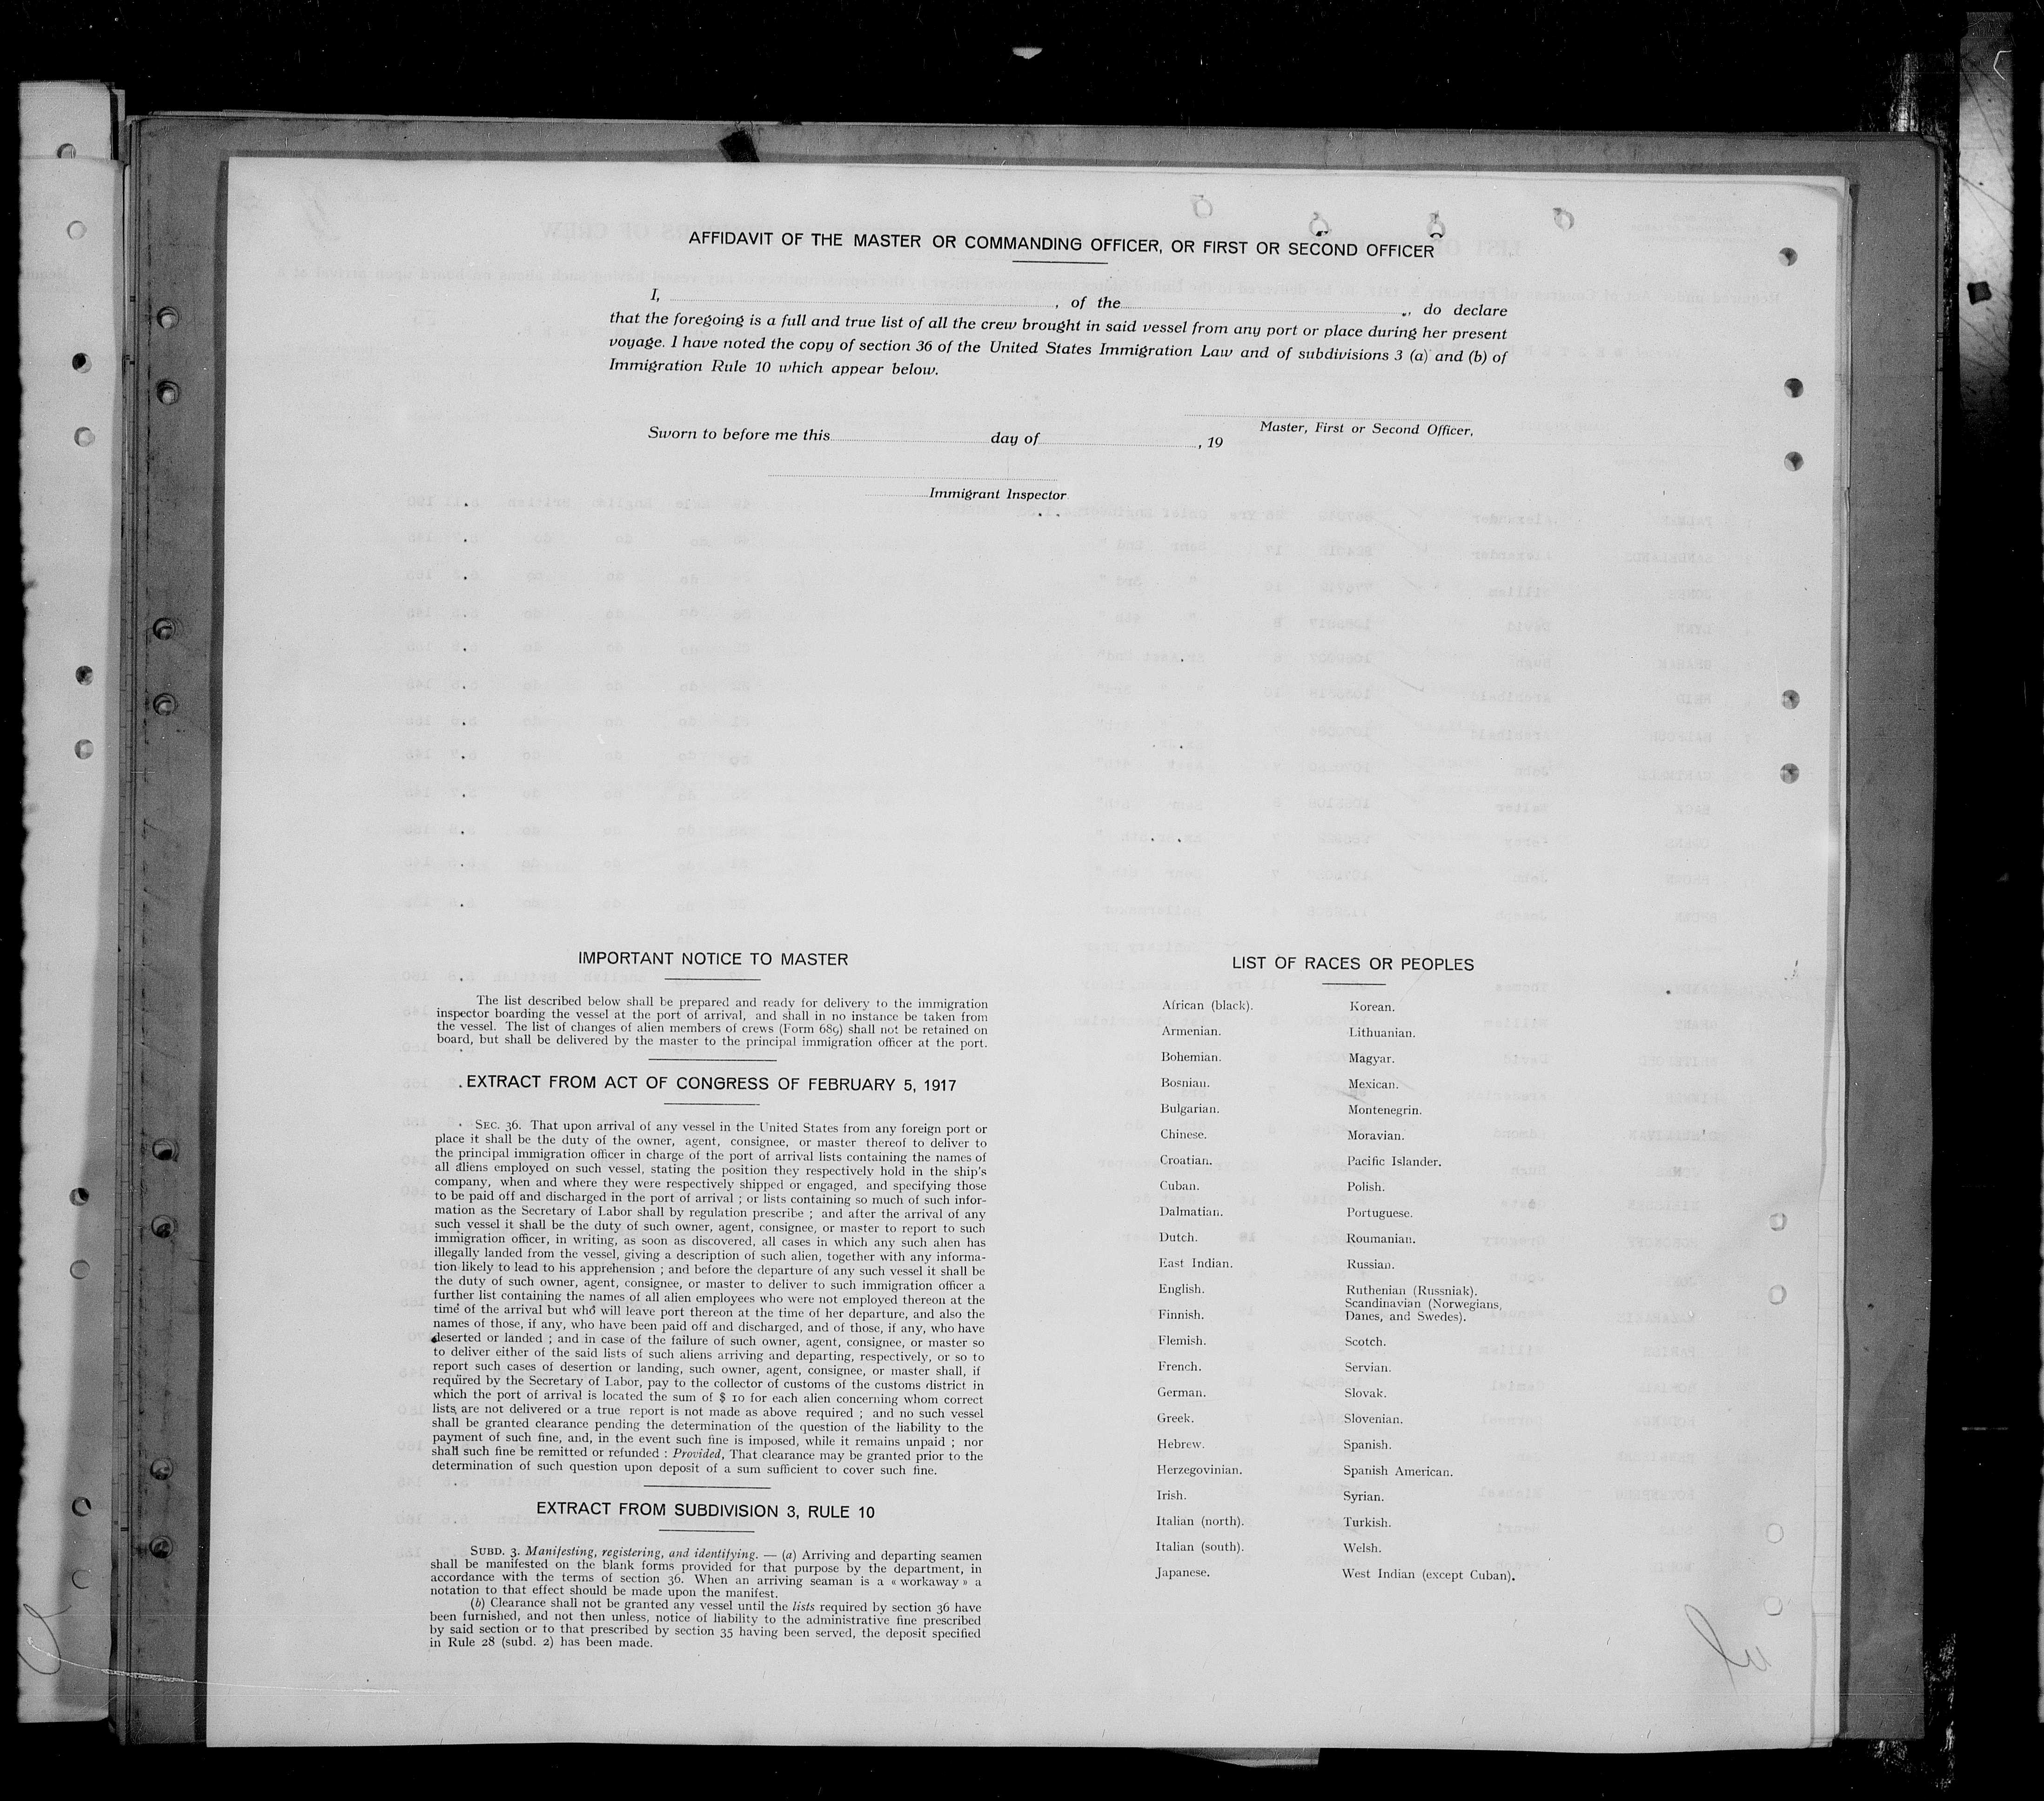 AFFIDAVIT OF THE MASTER OR COMMANDING OFFICER, OR FIRST OR SECOND OFFICER
I, , of the , do declare
that the foregoing is a full and true list of all the crew brought in said vessel from any port or place during her present
voyage. I have noted the copy of section 36 of the United States Immigration Law and of subdivisions 3 (a) and (b) of
Immigration Rule 10 which appear below.
Master, First or Second Officer,
Sworn to before me this day of , 19
Immigrant Inspector
IMPORTANT NOTICE TO MASTER
The list described below shall be prepared and ready for delivery to the immigration
inspector boarding the vessel at the port of arrival, and shall in no instance be taken from
the vessel. The list of changes of alien members of crews (Form 689) shall not be retained on
board, but shall be delivered by the master to the principal immigration officer at the port.
EXTRACT FROM ACT OF CONGRESS OF FEBRUARY 5, 1917
SEC. 36. That upon arrival of any vessel in the United States from any foreign port or
place it shall be the duty of the owner, agent, consignee, or master thereof to deliver to
the principal immigration officer in charge of the port of arrival lists containing the names of
all aliens employed on such vessel, stating the position they respectively hold in the ship's
company, when and where they were respectively shipped or engaged, and specifying those
to be paid off and discharged in the port of arrival ; or lists containing so much of such infor-
mation as the Secretary of Labor shall by regulation prescribe ; and after the arrival of any
such vessel it shall be the duty of such owner, agent, consignee, or master to report to such
immigration officer, in writing, as soon as discovered, all cases in which any such alien has
illegally landed from the vessel, giving a description of such alien, together with any informa-
tion likely to lead to his apprehension ; and before the departure of any such vessel it shall be
the duty of such owner, agent, consignee, or master to deliver to such immigration officer a
further list containing the names of all alien employees who were not employed thereon at the
time of the arrival but who will leave port thereon at the time of her departure, and also the
names of those, if any, who have been paid off and discharged, and of those, if any, who have
deserted or landed ; and in case of the failure of such owner, agent, consignee, or master so
to deliver either of the said lists of such aliens arriving and departing, respectively, or so to
report such cases of desertion or landing, such owner, agent, consignee, or master shall, if
required by the Secretary of Labor, pay to the collector of customs of the customs district in
which the port of arrival is located the sum of $ 10 for each alien concerning whom correct
lists are not delivered or a true report is not made as above required ; and no such vessel
shall be granted clearance pending the determination of the question of the liability to the
payment of such fine, and, in the event such fine is imposed, while it remains unpaid ; nor
shall such fine be remitted or refunded : Provided, That clearance may be granted prior to the
determination of such question upon deposit of a sum sufficient to cover such fine.
EXTRACT FROM SUBDIVISION 3, RULE 10
SUBD. 3. Manifesting, registering, and identifying. — (a) Arriving and departing seamen
shall be manifested on the blank forms provided for that purpose by the department, in
accordance with the terms of section 36. When an arriving seaman is a « workaway » a
notation to that effect should be made upon the manifest.
(b) Clearance shall not be granted any vessel until the lists required by section 36 have
been furnished, and not then unless, notice of liability to the administrative fine prescribed
by said section or to that prescribed by section 35 having been served, the deposit specified
in Rule 28 (subd. 2) has been made.
LIST OF RACES OR PEOPLES
African (black).
Armenian.
Bohemian.
Bosnian.
Bulgarian.
Chinese.
Croatian.
Cuban.
Dalmatian.
Dutch.
East Indian.
English.
Finnish.
Flemish.
French.
German.
Greek.
Hebrew.
Herzegovinian.
Irish.
Italian (north).
Italian (south).
Japanese.
Korean.
Lithuanian.
Magyar.
Mexican.
Montenegrin.
Moravian.
Pacific Islander.
Polish.
Portuguese.
Roumanian.
Russian.
Ruthenian (Russniak).
Scandinavian (Norwegians,
Danes, and Swedes).
Scotch.
Servian.
Slovak.
Slovenian.
Spanish.
Spanish American.
Syrian.
Turkish.
Welsh.
West Indian (except Cuban).